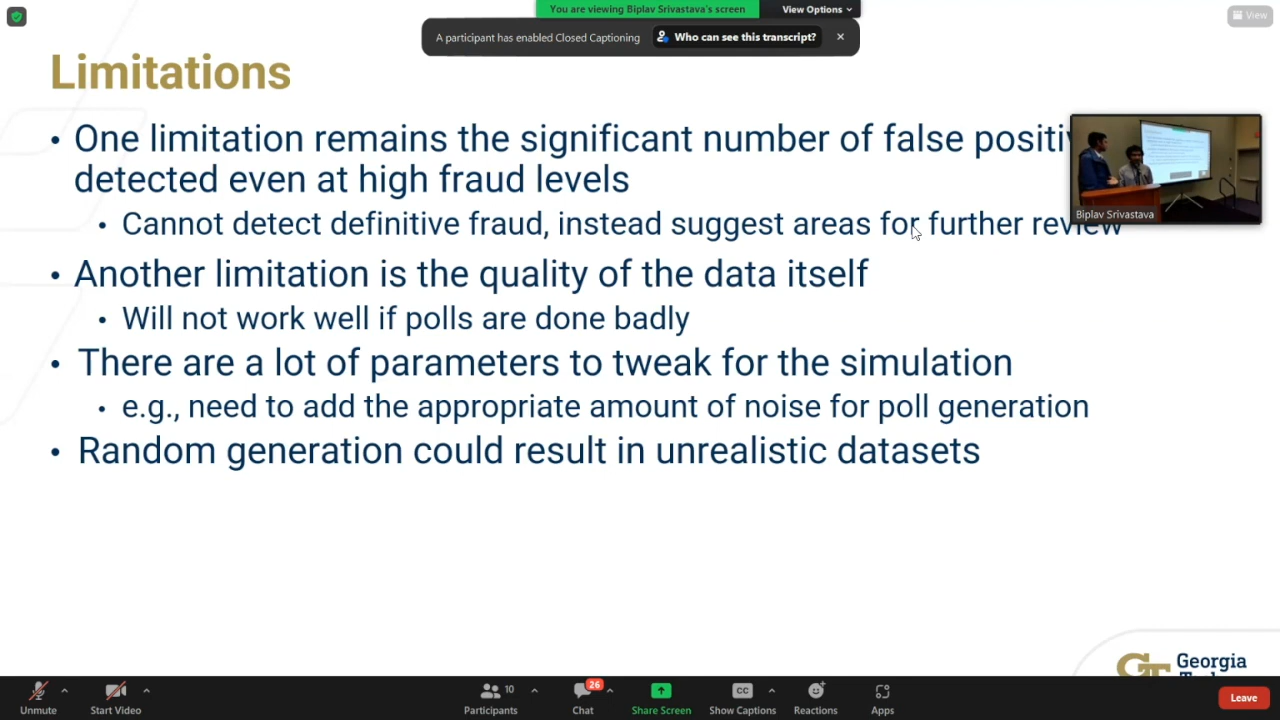 You are viewing Biplav Srivastava's screen
View Options
View
A participant has enabled Closed Captioning
Who can see this transcript?
Limitations
• One limitation remains the significant number of false positiv
detected even at high fraud levels
• Cannot detect definitive fraud, instead suggest areas for further review
Biplav Srivastava
• Another limitation is the quality of the data itself
• Will not work well if polls are done badly
• There are a lot of parameters to tweak for the simulation
• e.g., need to add the appropriate amount of noise for poll generation
• Random generation could result in unrealistic datasets
GT Georgia
Unmute
Start Video
Participants
10
Chat
26
Share Screen
CC
Show Captions
Reactions
Apps
Leave